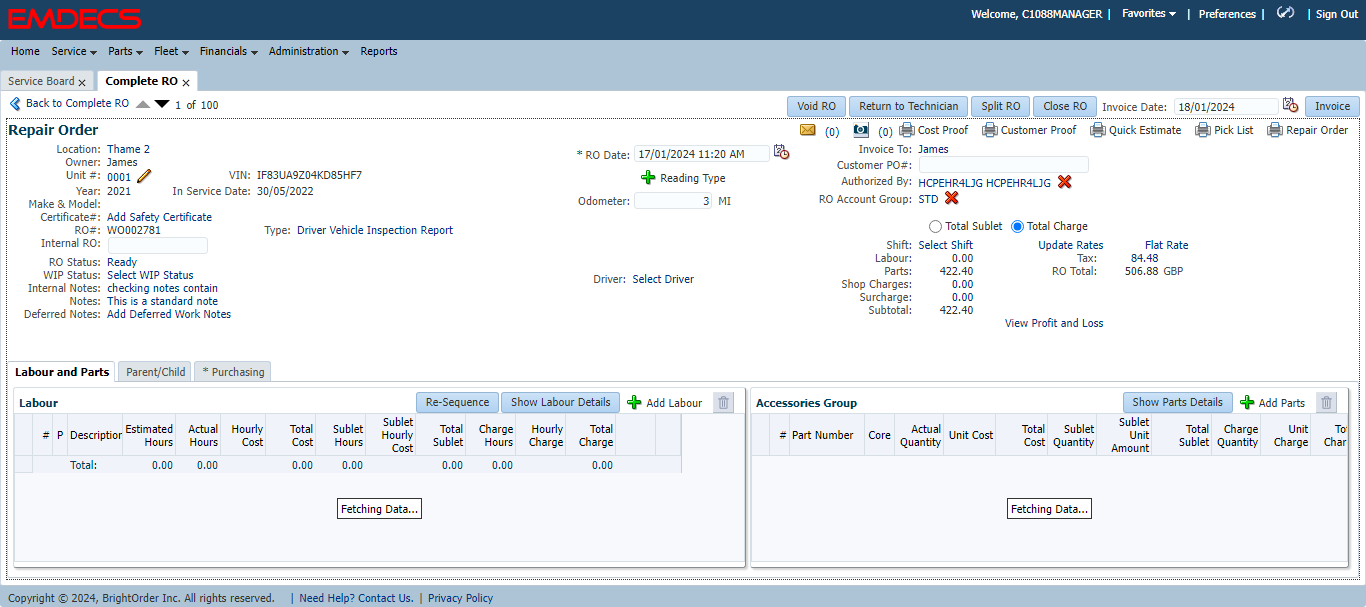 EMDECS
Welcome, C1088MANAGER | Favorites | Preferences | | Sign Out
Home Service Parts Fleet Financials Administration Reports
Service Board x Complete RO x
Back to Complete RO 1 of 100 Void RO Return to Technician Split RO Close RO Invoice Date: 18/01/2024 Invoice
Repair Order (0) (0) Cost Proof Customer Proof Quick Estimate Pick List Repair Order
Location: Thame 2 * RO Date: 17/01/2024 11:20 AM Invoice To: James
Owner: James Customer PO#:
Unit #: 0001 VIN: IF83UA9Z04KD85HF7 Reading Type Authorized By: HCPEHR4LJG HCPEHR4LJG
Year: 2021 In Service Date: 30/05/2022 Odometer: 3 MI RO Account Group: STD
Make & Model:
Certificate#: Add Safety Certificate
RO#: WO002781 Type: Driver Vehicle Inspection Report Total Sublet Total Charge
Internal RO: Shift: Select Shift Update Rates Flat Rate
RO Status: Ready Labour: 0.00 Tax: 84.48
WIP Status: Select WIP Status Driver: Select Driver Parts: 422.40 RO Total: 506.88 GBP
Internal Notes: checking notes contain Shop Charges: 0.00
Notes: This is a standard note Surcharge: 0.00
Deferred Notes: Add Deferred Work Notes Subtotal: 422.40
View Profit and Loss
Labour and Parts Parent/Child * Purchasing
Labour Re-Sequence Show Labour Details Add Labour
# P Description Estimated Hours Actual Hours Hourly Cost Total Cost Sublet Hours Sublet Hourly Cost Total Sublet Charge Hours Hourly Charge Total Charge
Total: 0.00 0.00 0.00 0.00 0.00 0.00 0.00
Fetching Data...
Accessories Group Show Parts Details Add Parts
# Part Number Core Actual Quantity Unit Cost Total Cost Sublet Quantity Sublet Unit Amount Total Sublet Charge Quantity Unit Charge
Fetching Data...
Copyright © 2024, BrightOrder Inc. All rights reserved. | Need Help? Contact Us. | Privacy Policy